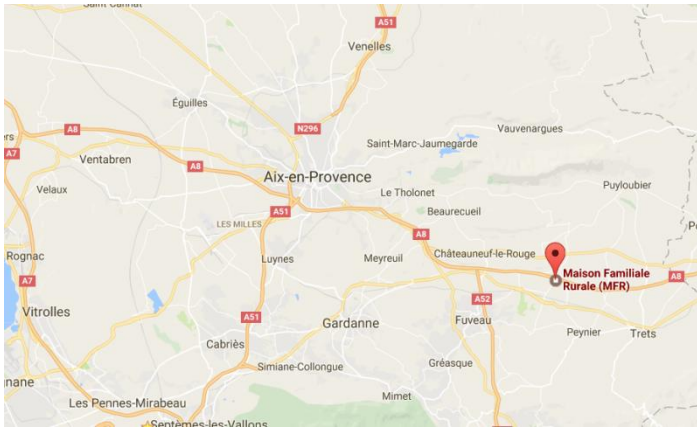 Saint-Cannat
A51
Venelles
Éguilles
N296
A8
Vauvenargues
Saint-Marc-Jaumegarde
A7
Ventabren
A8
Aix-en-Provence
Puyloubier
Velaux
Le Tholonet
A51
Beaurecueil
LES MILLES
A8
Rognac
Luynes
Meyreuil
Châteauneuf-le-Rouge
A7
Maison Familiale
Rurale (MFR)
A8
A52
Vitrolles
A51
Gardanne
Fuveau
Peynier
Trets
Cabriès
Simiane-Collongue
Gréasque
Mimet
Les Pennes-Mirabeau
Septèmes-les-Vallons